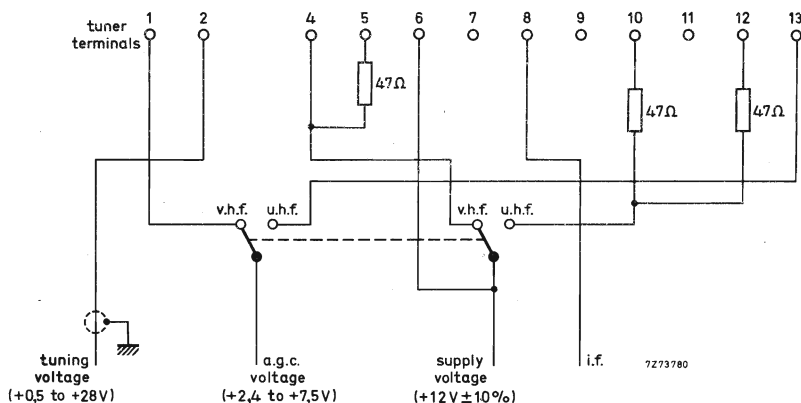 tuner
terminals
1 2 4 5 6 7 8 9 10 11 12 13
47Ω
47Ω
47Ω
v.h.f. u.h.f.
v.h.f. u.h.f.
tuning
voltage
(+0,5 to +28V)
a.g.c.
voltage
(+2,4 to +7,5V)
supply
voltage
(+12V±10%)
i.f.
7Z73780